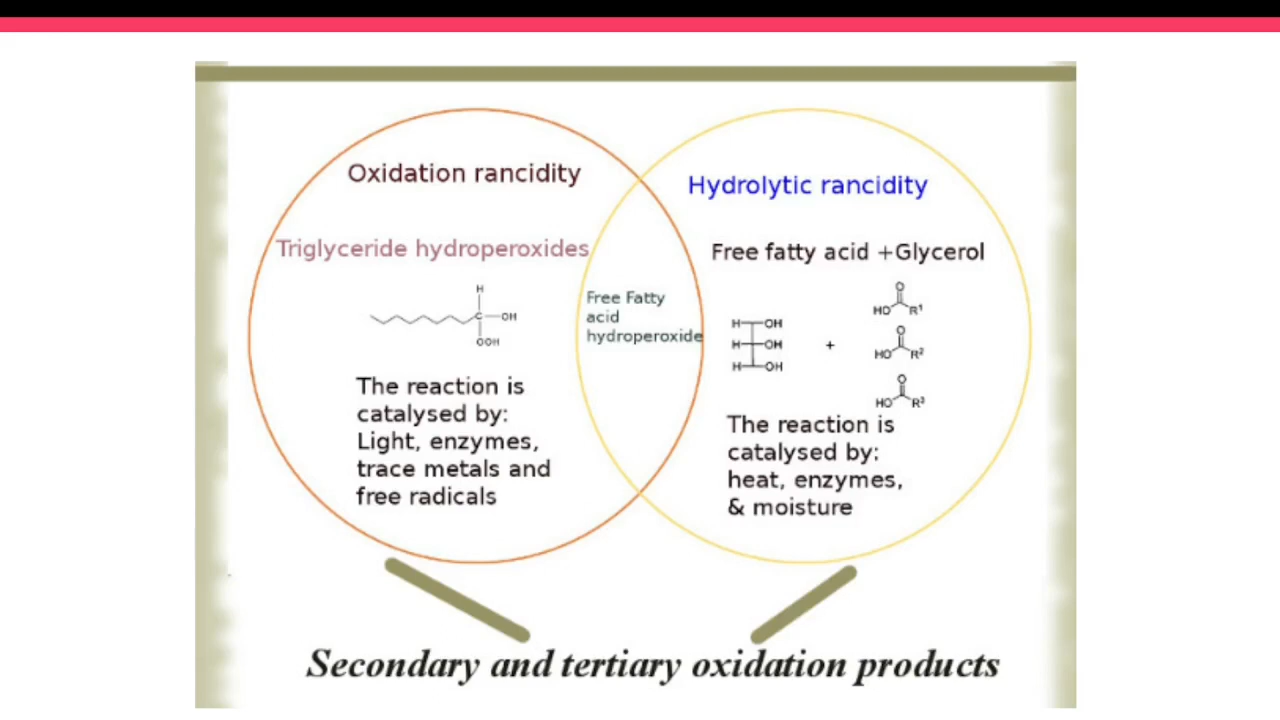 Oxidation rancidity
Triglyceride hydroperoxides
H
C
OH
OOH
The reaction is
catalysed by:
Light, enzymes,
trace metals and
free radicals
Free Fatty
acid
hydroperoxide
Hydrolytic rancidity
Free fatty acid +Glycerol
H OH
H OH
H OH
+
O
HO R¹
O
HO R²
O
HO R³
The reaction is
catalysed by:
heat, enzymes,
& moisture
Secondary and tertiary oxidation products